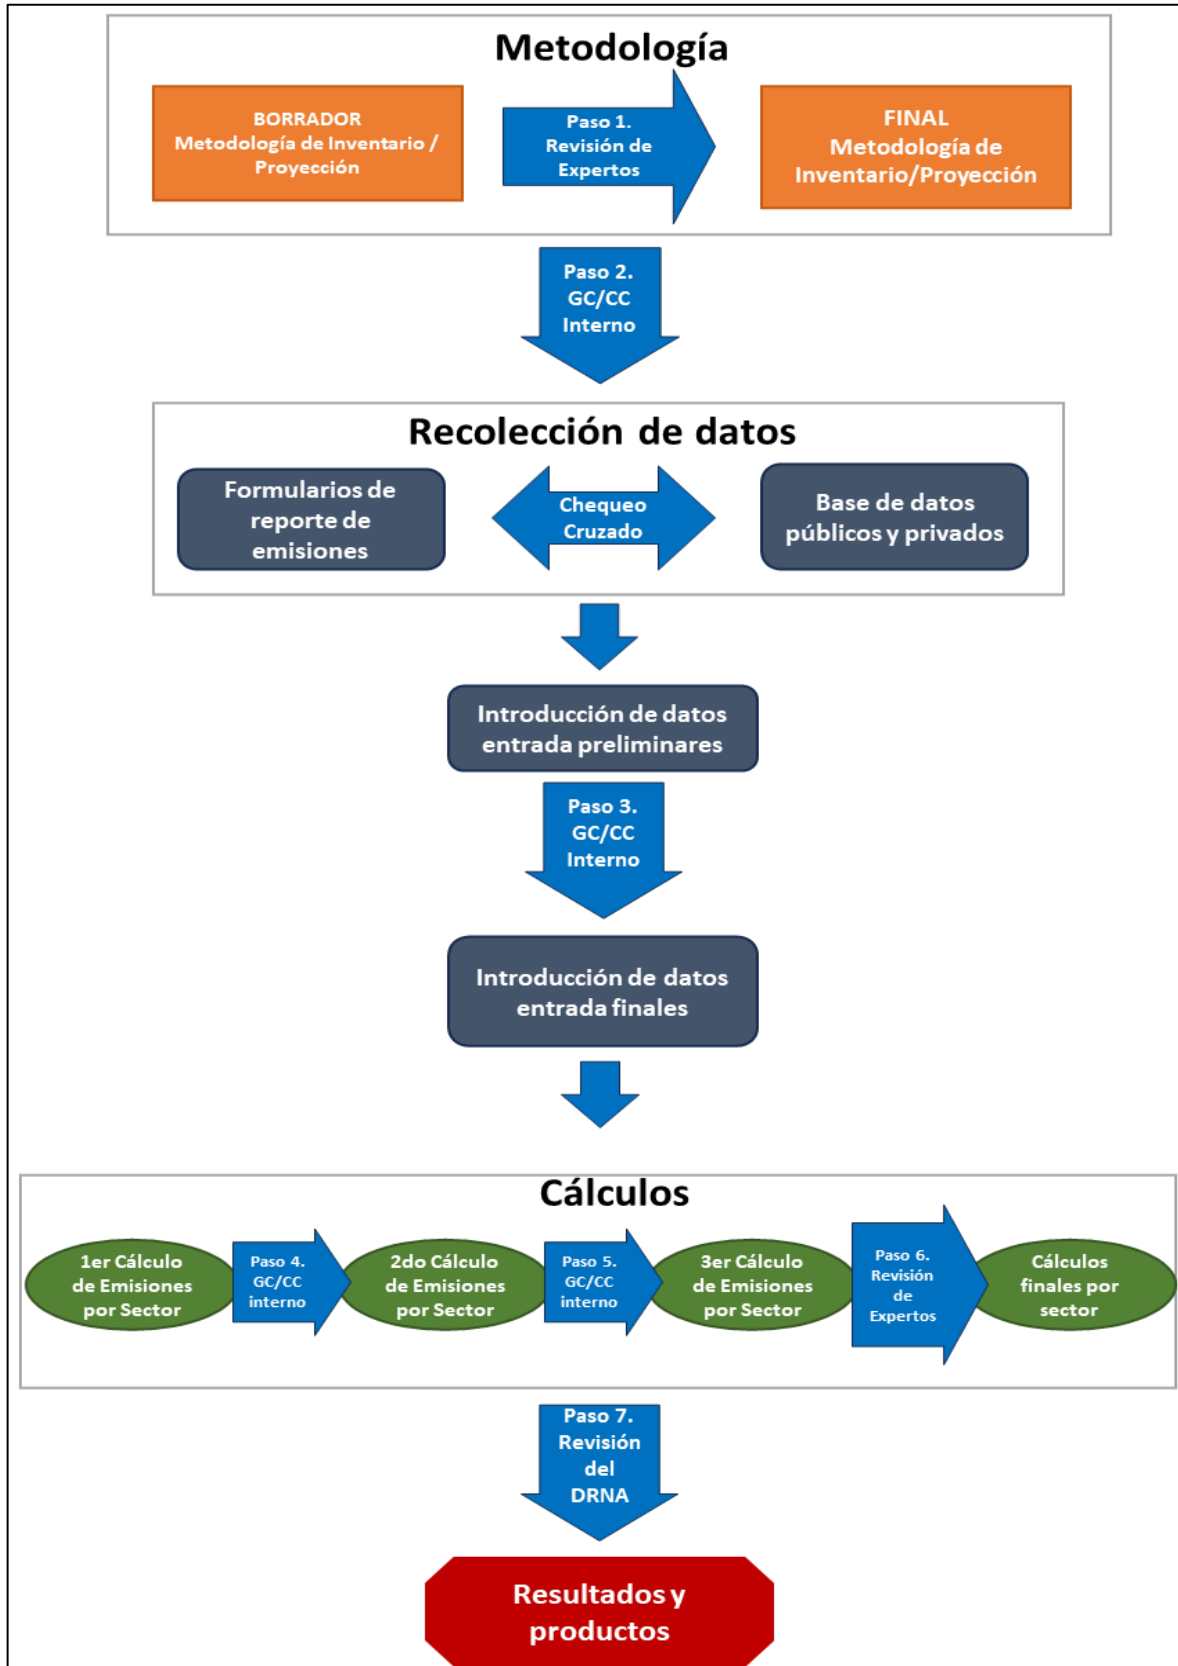 Metodología
BORRADOR
Metodología de Inventario /
Proyección
Paso 1.
Revisión de
Expertos
FINAL
Metodología de
Inventario/Proyección
Paso 2.
GC/CC
Interno
Recolección de datos
Formularios de
reporte de
emisiones
Chequeo
Cruzado
Base de datos
públicos y privados
Introducción de datos
entrada preliminares
Paso 3.
GC/CC
Interno
Introducción de datos
entrada finales
Cálculos
1er Cálculo
de Emisiones
por Sector
Paso 4.
GC/CC
interno
2do Cálculo
de Emisiones
por Sector
Paso 5.
GC/CC
interno
3er Cálculo
de Emisiones
por Sector
Paso 6.
Revisión
de
Expertos
Cálculos
finales por
sector
Paso 7.
Revisión
del
DRNA
Resultados y
productos